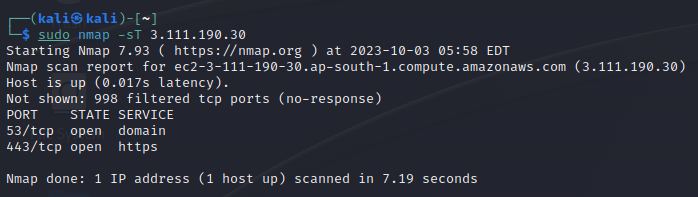 ┌──(kali㉿kali)-[~]
└─$ sudo nmap -sT 3.111.190.30
Starting Nmap 7.93 ( https://nmap.org ) at 2023-10-03 05:58 EDT
Nmap scan report for ec2-3-111-190-30.ap-south-1.compute.amazonaws.com (3.111.190.30)
Host is up (0.017s latency).
Not shown: 998 filtered tcp ports (no-response)
PORT    STATE SERVICE
53/tcp  open  domain
443/tcp open  https
Nmap done: 1 IP address (1 host up) scanned in 7.19 seconds